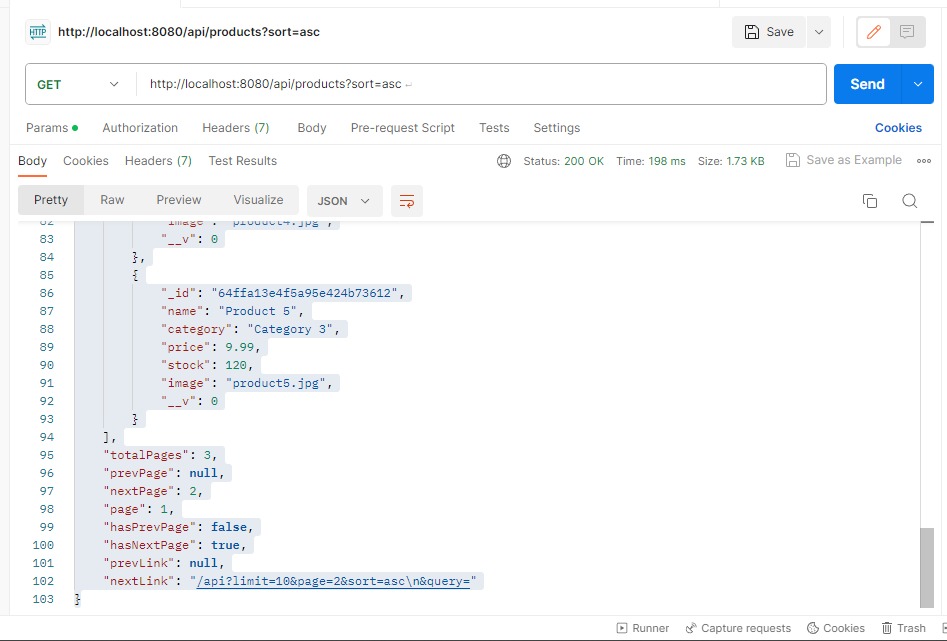 HTTP http://localhost:8080/api/products?sort=asc Save
GET http://localhost:8080/api/products?sort=asc Send
Params Authorization Headers (7) Body Pre-request Script Tests Settings Cookies
Body Cookies Headers (7) Test Results Status: 200 OK Time: 198 ms Size: 1.73 KB Save as Example
Pretty Raw Preview Visualize JSON
82 "image": "product4.jpg",
83 "__v": 0
84 },
85 {
86 "_id": "64ffa13e4f5a95e424b73612",
87 "name": "Product 5",
88 "category": "Category 3",
89 "price": 9.99,
90 "stock": 120,
91 "image": "product5.jpg",
92 "__v": 0
93 }
94 ],
95 "totalPages": 3,
96 "prevPage": null,
97 "nextPage": 2,
98 "page": 1,
99 "hasPrevPage": false,
100 "hasNextPage": true,
101 "prevLink": null,
102 "nextLink": "/api?limit=10&page=2&sort=asc\n&query="
103 }
Runner Capture requests Cookies Trash